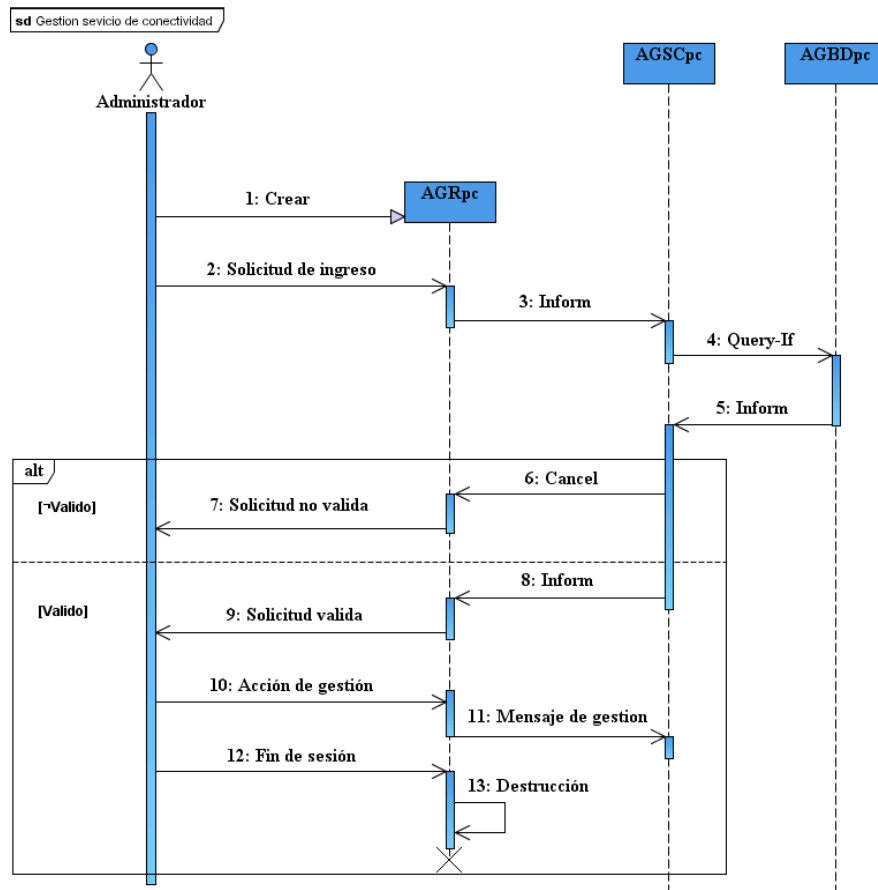 sd Gestion sevicio de conectividad
AGSCpc
AGBDpc
Administrador
AGRpc
1: Crear
2: Solicitud de ingreso
3: Inform
4: Query-If
5: Inform
alt
6: Cancel
[¬Valido]
7: Solicitud no valida
8: Inform
[Valido]
9: Solicitud valida
10: Acción de gestión
11: Mensaje de gestion
12: Fin de sesión
13: Destrucción